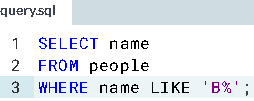 query.sql
1 SELECT name
2 FROM people
3 WHERE name LIKE 'B%';